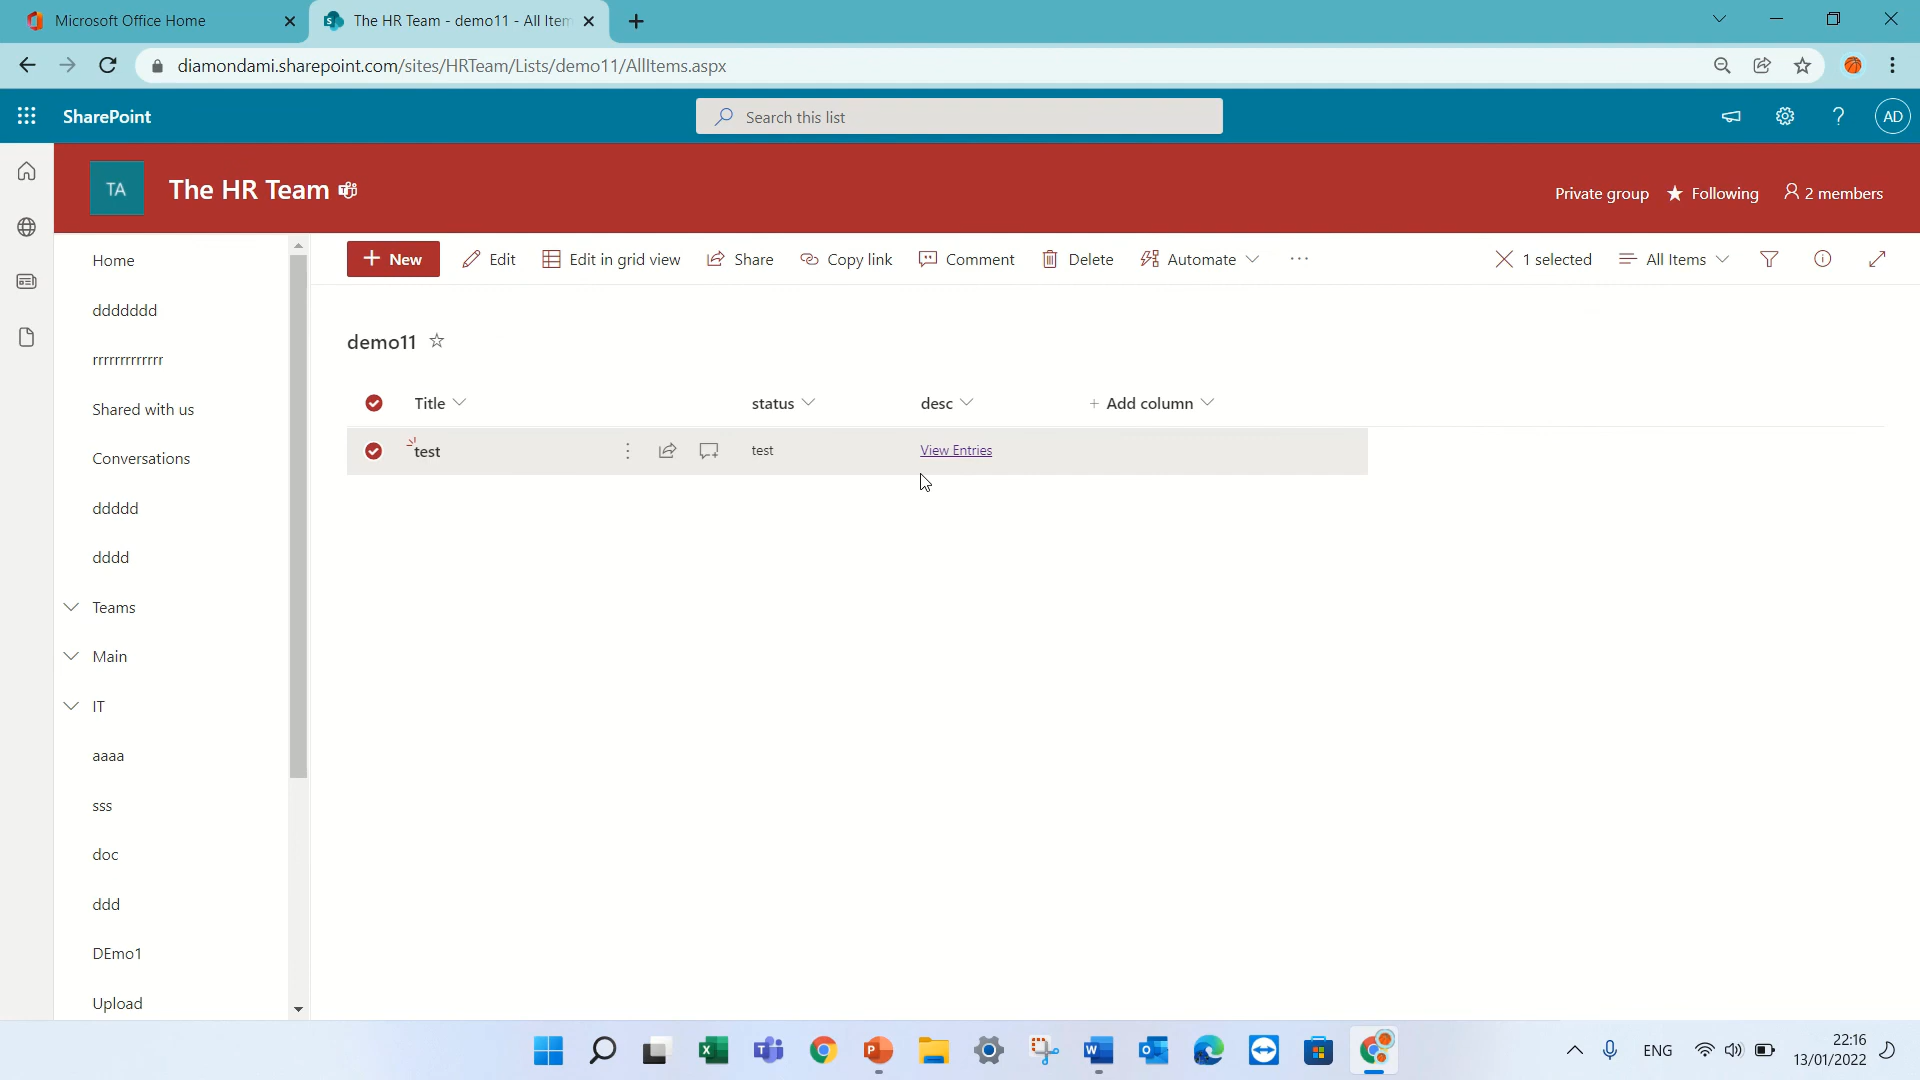 Microsoft Office Home
The HR Team - demo11 - All Item
diamondami.sharepoint.com/sites/HRTeam/Lists/demo11/AllItems.aspx
SharePoint
Search this list
AD
TA
The HR Team
Private group
Following
2 members
Home
ddddddd
rrrrrrrrrrrrr
Shared with us
Conversations
ddddd
dddd
Teams
Main
IT
aaaa
sss
doc
ddd
DEmo1
Upload
New
Edit
Edit in grid view
Share
Copy link
Comment
Delete
Automate
1 selected
All Items
demo11
Title
status
desc
Add column
test
test
View Entries
ENG
22:16
13/01/2022